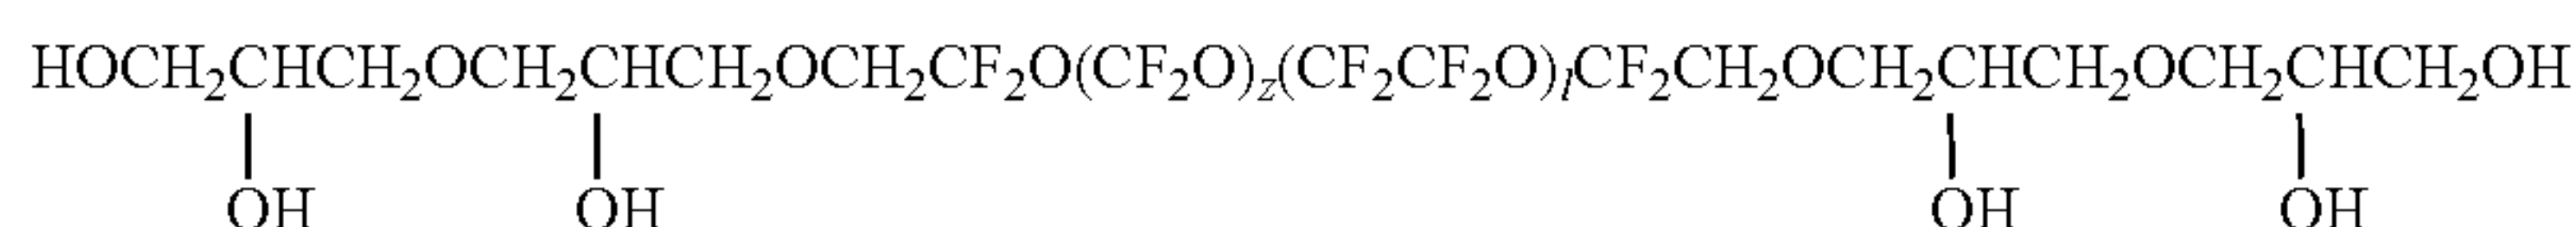 HOCH₂CHCH₂OCH₂CHCH₂OCH₂CF₂O(CF₂O)z(CF₂CF₂O)lCF₂CH₂OCH₂CHCH₂OCH₂CHCH₂OH
OH OH OH OH